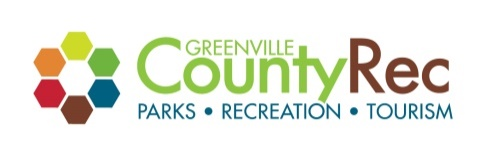 GREENVILLE
CountyRec
PARKS • RECREATION • TOURISM